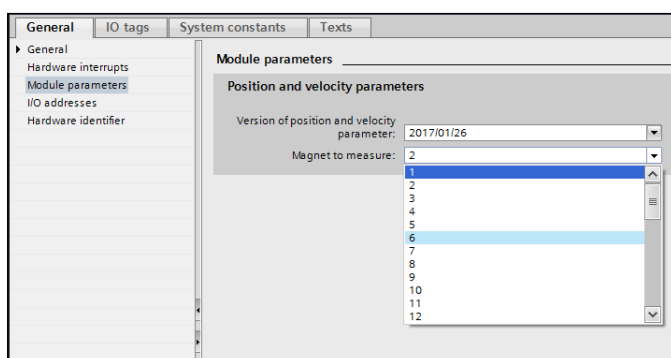 General IO tags System constants Texts
General
Hardware interrupts
Module parameters
I/O addresses
Hardware identifier
Module parameters
Position and velocity parameters
Version of position and velocity
parameter: 2017/01/26
Magnet to measure: 2
1
2
3
4
5
6
7
8
9
10
11
12